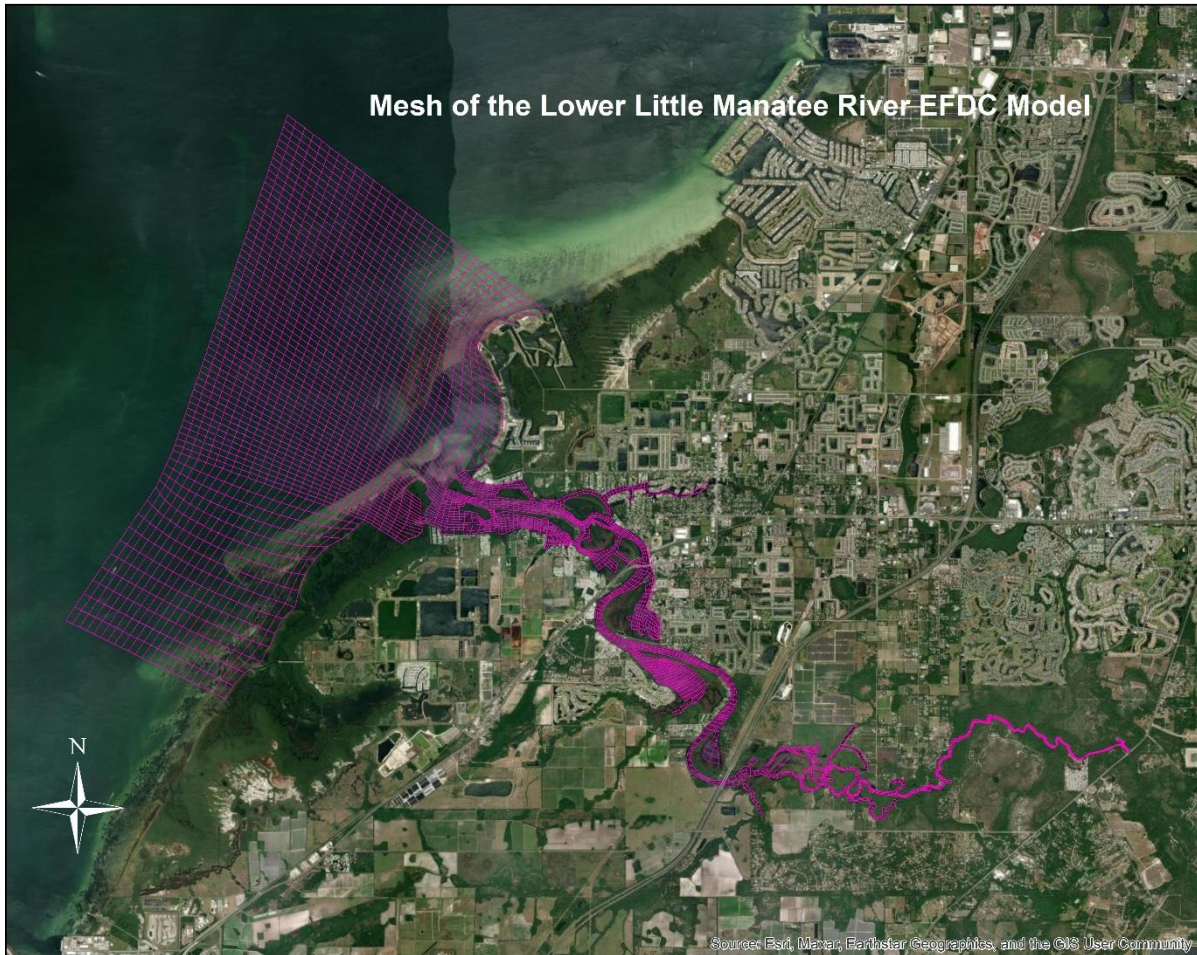 Mesh of the Lower Little Manatee River EFDC Model
N
Source: Esri, Maxar, Earthstar Geographics, and the GIS User Community